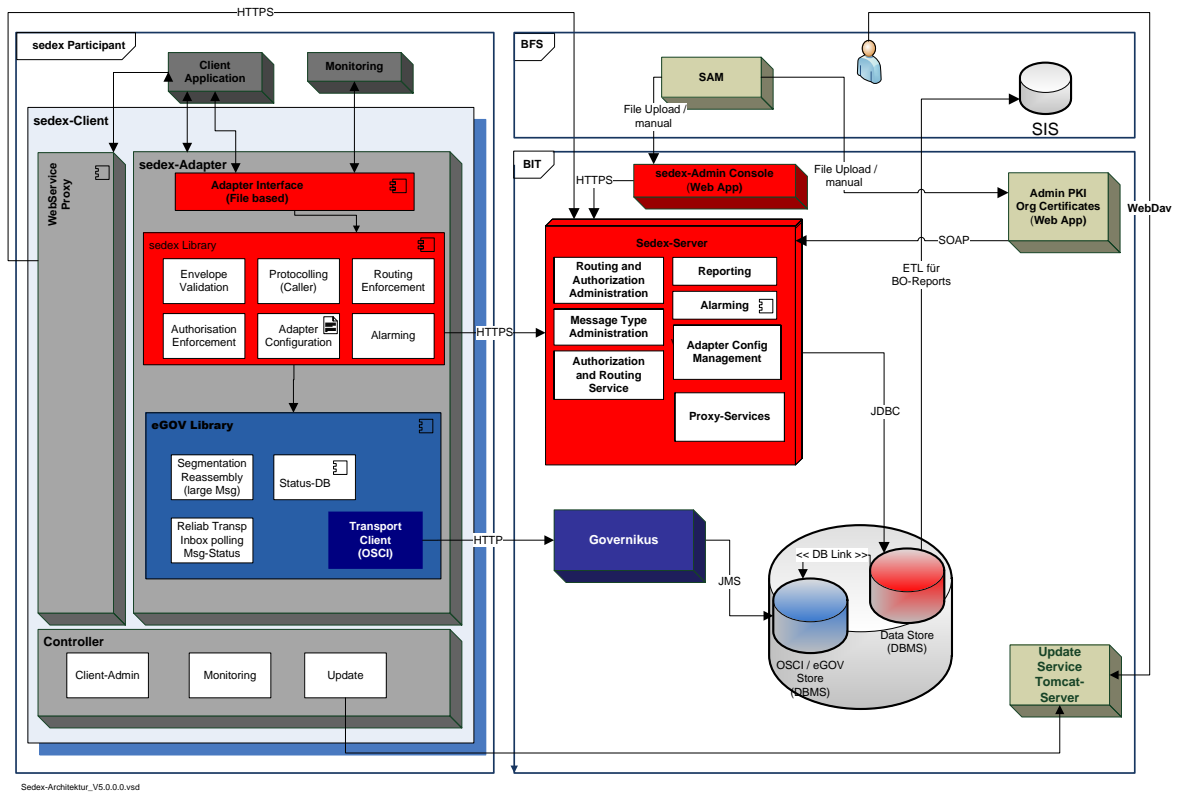 HTTPS
sedex Participant
Client
Application
Monitoring
sedex-Client
WebService
Proxy
sedex-Adapter
Adapter Interface
(File based)
sedex Library
Envelope
Validation
Protocolling
(Caller)
Routing
Enforcement
Authorisation
Enforcement
Adapter
Configuration
Alarming
HTTPS
eGOV Library
Segmentation
Reassembly
(large Msg)
Status-DB
Reliab Transp
Inbox polling
Msg-Status
Transport
Client
(OSCI)
HTTP
Controller
Client-Admin
Monitoring
Update
BFS
SAM
File Upload /
manual
SIS
BIT
HTTPS
sedex-Admin Console
(Web App)
File Upload /
manual
Admin PKI
Org Certificates
(Web App)
WebDav
SOAP
ETL für
BO-Reports
Sedex-Server
Routing and
Authorization
Administration
Reporting
Alarming
Message Type
Administration
Adapter Config
Management
Authorization
and Routing
Service
Proxy-Services
JDBC
Governikus
JMS
<< DB Link >>
Data Store
(DBMS)
OSCI / eGOV
Store
(DBMS)
Update
Service
Tomcat-
Server
Sedex-Architektur_V5.0.0.0.vsd